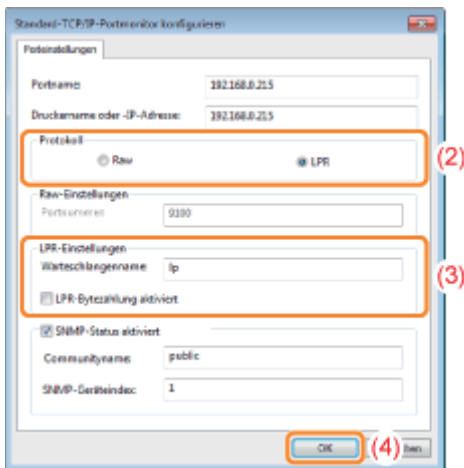 Standard-TCP/IP-Portmonitor konfigurieren
Porteinstellungen
Portname: 192.168.0.215
Druckername oder -IP-Adresse: 192.168.0.215
Protokoll
Raw LPR (2)
Raw-Einstellungen
Portnummer: 9100
LPR-Einstellungen
Warteschlangenname: lp
(3)
LPR-Bytezählung aktiviert
SNMP-Status aktiviert
Communityname: public
SNMP-Geräteindex: 1
OK (4) hen